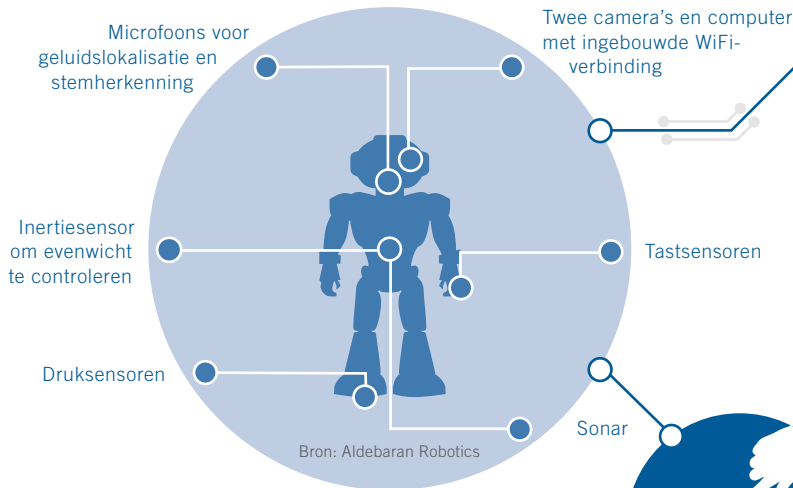 Microfoons voor
geluidslokalisatie en
stemherkenning
Twee camera's en computer
met ingebouwde WiFi-
verbinding
Inertiesensor
om evenwicht
te controleren
Tastsensoren
Druksensoren
Sonar
Bron: Aldebaran Robotics